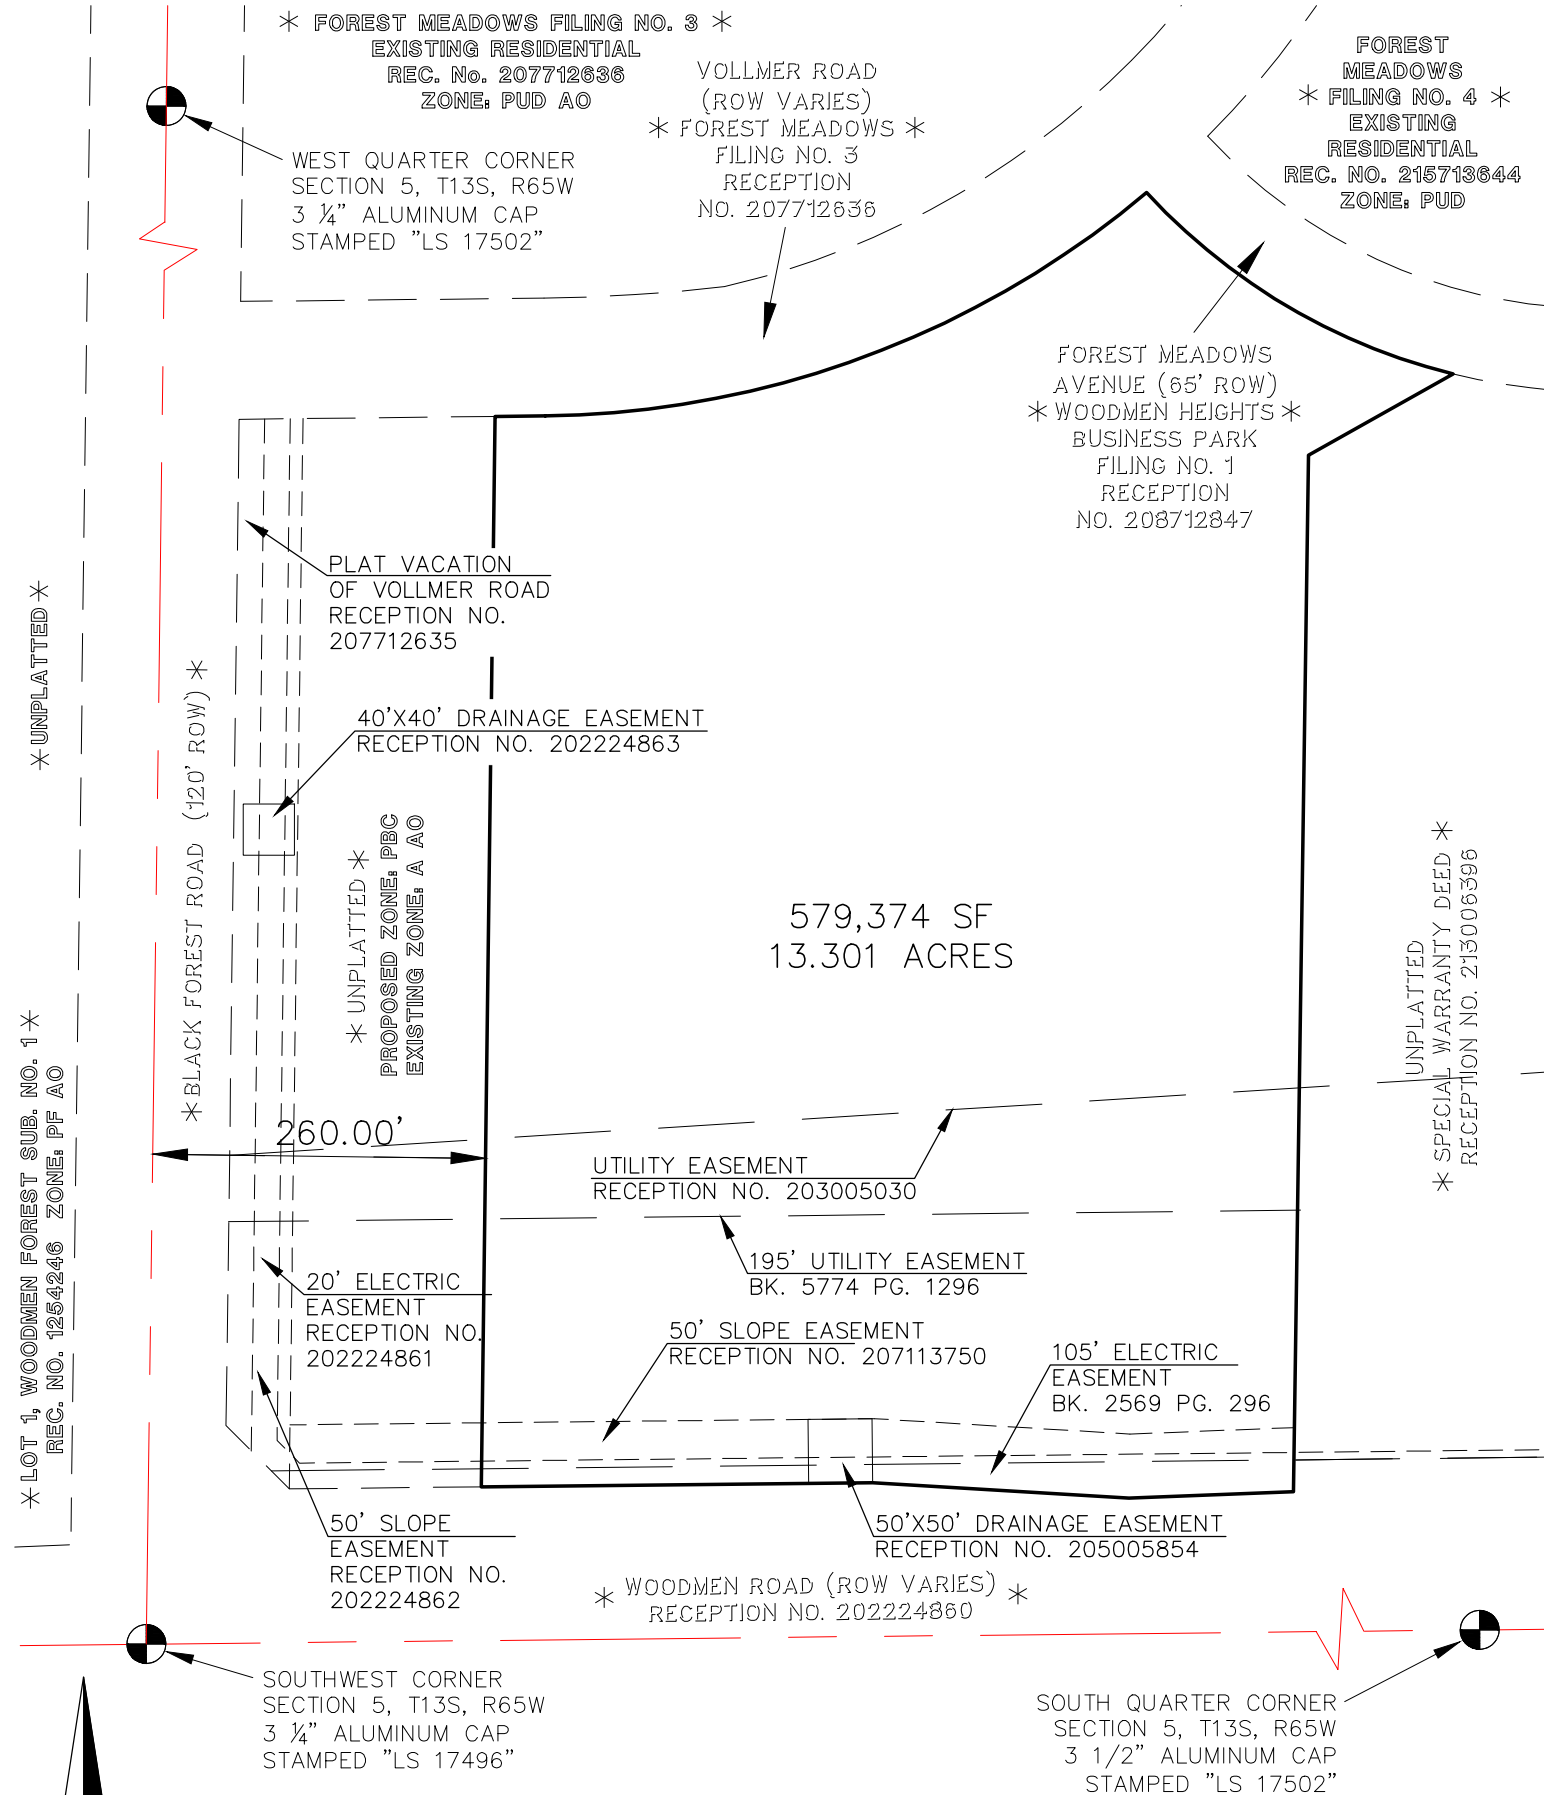 * FOREST MEADOWS FILING NO. 3 *
EXISTING RESIDENTIAL
REC. No. 207712636
ZONE: PUD AO
VOLLMER ROAD
(ROW VARIES)
* FOREST MEADOWS *
FILING NO. 3
RECEPTION
NO. 207712636
FOREST
MEADOWS
* FILING NO. 4 *
EXISTING
RESIDENTIAL
REC. NO. 215713644
ZONE: PUD
WEST QUARTER CORNER
SECTION 5, T13S, R65W
3 ¼" ALUMINUM CAP
STAMPED "LS 17502"
FOREST MEADOWS
AVENUE (65' ROW)
* WOODMEN HEIGHTS *
BUSINESS PARK
FILING NO. 1
RECEPTION
NO. 208712847
PLAT VACATION
OF VOLLMER ROAD
RECEPTION NO.
207712635
* UNPLATTED *
* BLACK FOREST ROAD (120' ROW) *
40'X40' DRAINAGE EASEMENT
RECEPTION NO. 202224863
* UNPLATTED *
PROPOSED ZONE: PBC
EXISTING ZONE: A AO
579,374 SF
13.301 ACRES
UNPLATTED
* SPECIAL WARRANTY DEED *
RECEPTION NO. 213006396
* LOT 1, WOODMEN FOREST SUB. NO. 1 *
REC. NO. 1254246 ZONE: PF AO
260.00'
UTILITY EASEMENT
RECEPTION NO. 203005030
195' UTILITY EASEMENT
BK. 5774 PG. 1296
20' ELECTRIC
EASEMENT
RECEPTION NO.
202224861
50' SLOPE EASEMENT
RECEPTION NO. 207113750
105' ELECTRIC
EASEMENT
BK. 2569 PG. 296
50' SLOPE
EASEMENT
RECEPTION NO.
202224862
50'X50' DRAINAGE EASEMENT
RECEPTION NO. 205005854
* WOODMEN ROAD (ROW VARIES) *
RECEPTION NO. 202224860
SOUTHWEST CORNER
SECTION 5, T13S, R65W
3 ¼" ALUMINUM CAP
STAMPED "LS 17496"
SOUTH QUARTER CORNER
SECTION 5, T13S, R65W
3 1/2" ALUMINUM CAP
STAMPED "LS 17502"